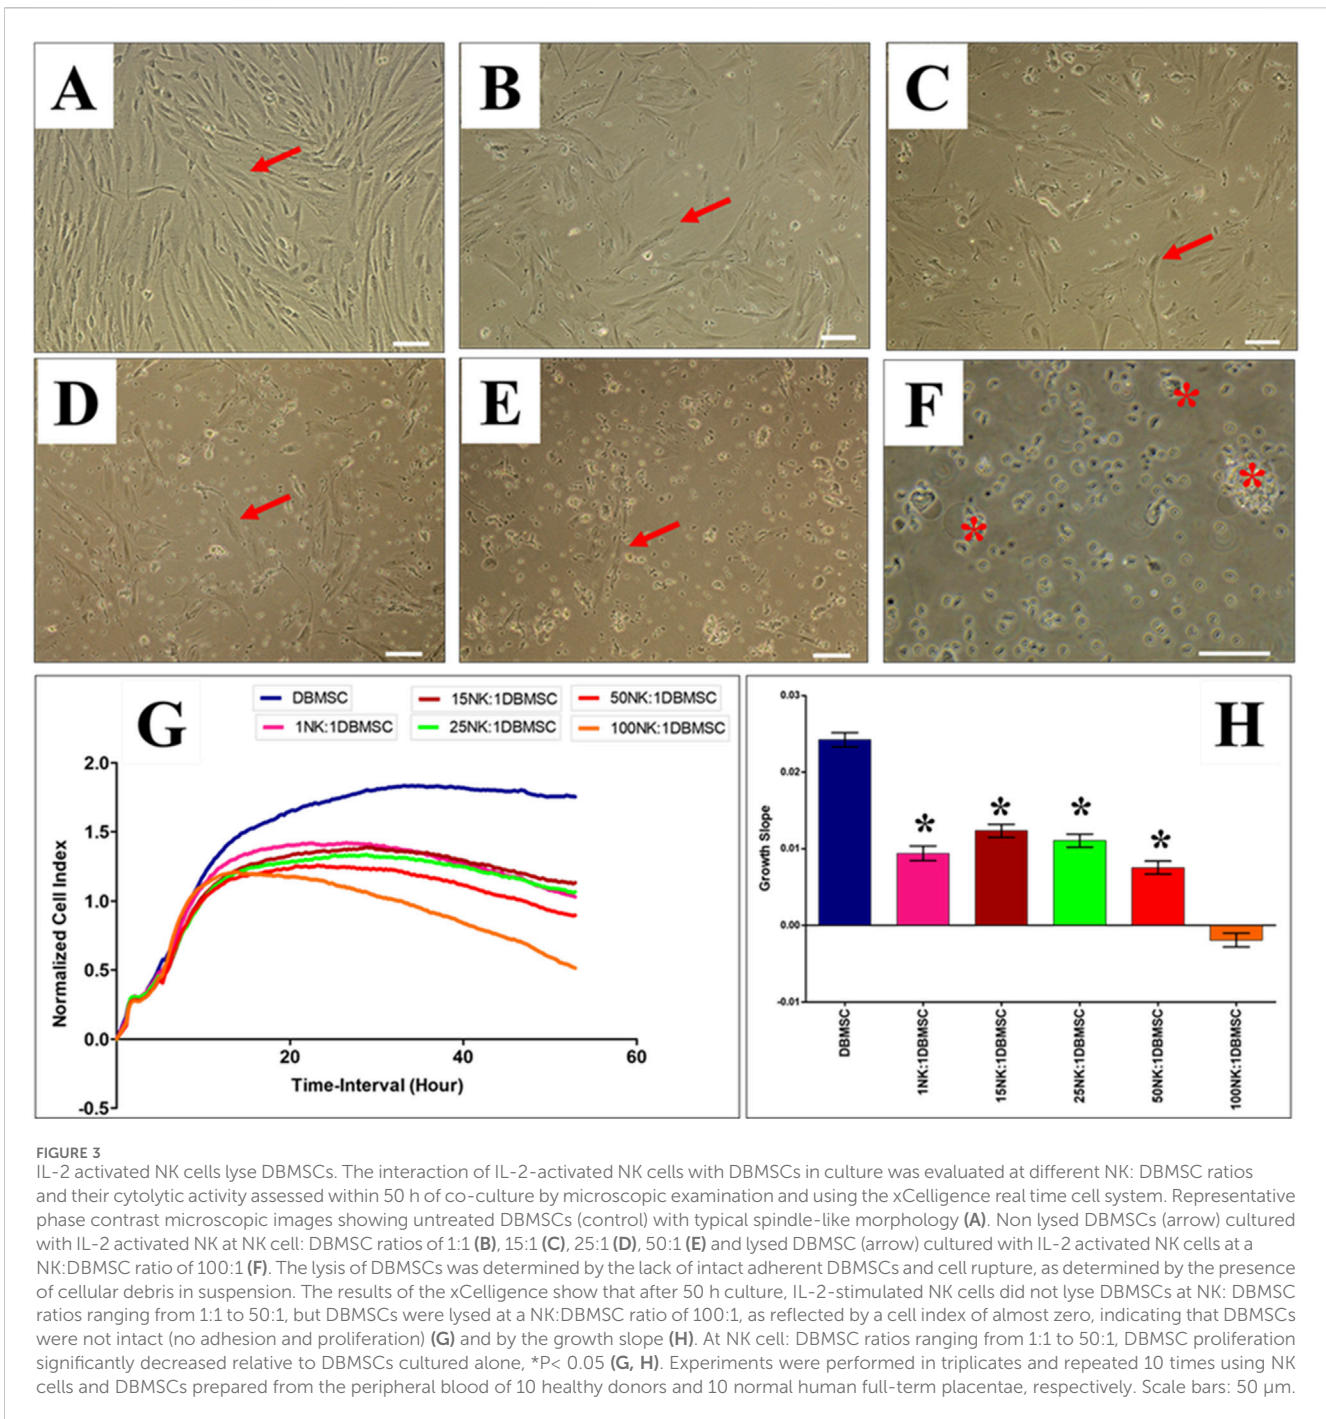 A
B
C
D
E
F
*
*
*
G
DBMSC
15NK:1DBMSC
50NK:1DBMSC
1NK:1DBMSC
25NK:1DBMSC
100NK:1DBMSC
2.0
1.5
1.0
0.5
0.0
-0.5
20
40
60
Normalized Cell Index
Time-Interval (Hour)
H
0.03
0.02
0.01
0.00
-0.01
Growth Slope
*
*
*
*
DBMSC
1NK:1DBMSC
15NK:1DBMSC
25NK:1DBMSC
50NK:1DBMSC
100NK:1DBMSC
FIGURE 3
IL-2 activated NK cells lyse DBMSCs. The interaction of IL-2-activated NK cells with DBMSCs in culture was evaluated at different NK: DBMSC ratios
and their cytolytic activity assessed within 50 h of co-culture by microscopic examination and using the xCelligence real time cell system. Representative
phase contrast microscopic images showing untreated DBMSCs (control) with typical spindle-like morphology (A). Non lysed DBMSCs (arrow) cultured
with IL-2 activated NK at NK cell: DBMSC ratios of 1:1 (B), 15:1 (C), 25:1 (D), 50:1 (E) and lysed DBMSC (arrow) cultured with IL-2 activated NK cells at a
NK:DBMSC ratio of 100:1 (F). The lysis of DBMSCs was determined by the lack of intact adherent DBMSCs and cell rupture, as determined by the presence
of cellular debris in suspension. The results of the xCelligence show that after 50 h culture, IL-2-stimulated NK cells did not lyse DBMSCs at NK: DBMSC
ratios ranging from 1:1 to 50:1, but DBMSCs were lysed at a NK:DBMSC ratio of 100:1, as reflected by a cell index of almost zero, indicating that DBMSCs
were not intact (no adhesion and proliferation) (G) and by the growth slope (H). At NK cell: DBMSC ratios ranging from 1:1 to 50:1, DBMSC proliferation
significantly decreased relative to DBMSCs cultured alone, *P< 0.05 (G, H). Experiments were performed in triplicates and repeated 10 times using NK
cells and DBMSCs prepared from the peripheral blood of 10 healthy donors and 10 normal human full-term placentae, respectively. Scale bars: 50 μm.